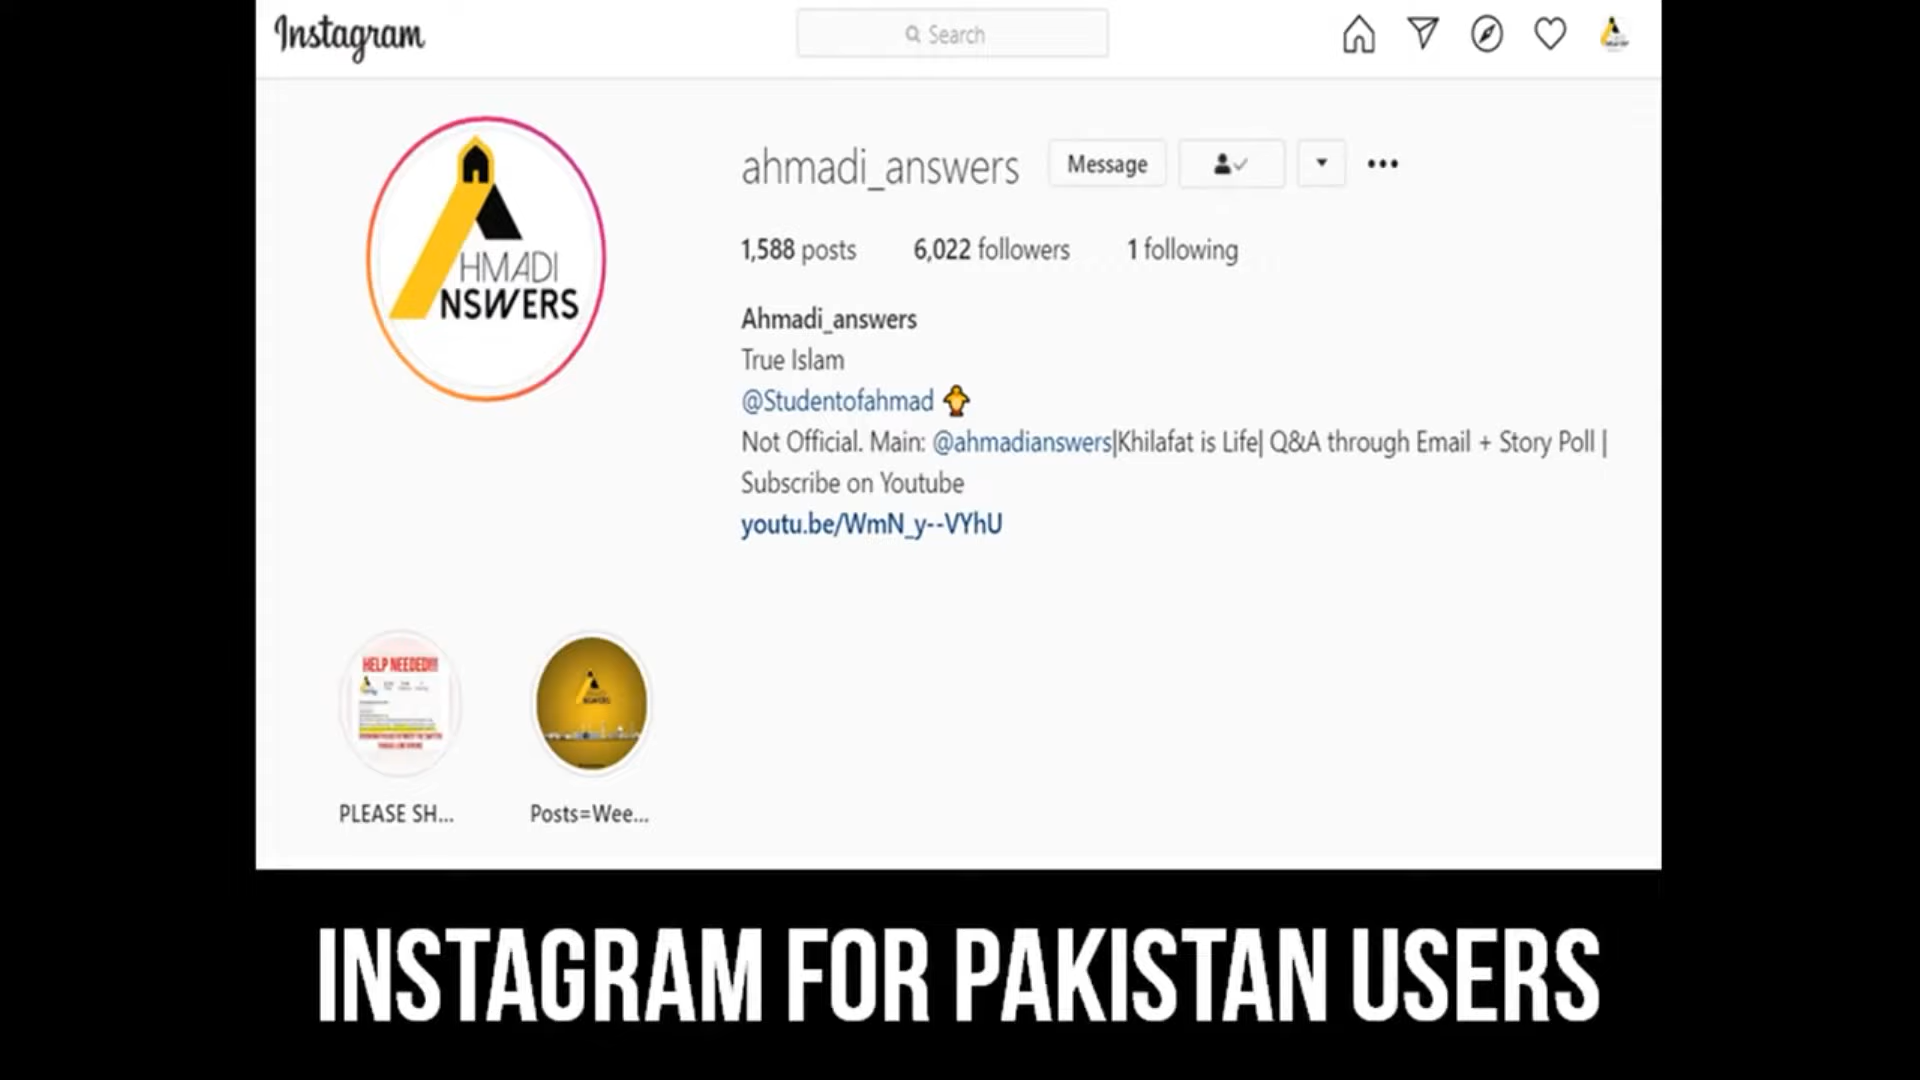 Instagram
Search
HMADI
NSWERS
ahmadi_answers Message
1,588 posts 6,022 followers 1 following
Ahmadi_answers
True Islam
@Studentofahmad
Not Official. Main: @ahmadianswers|Khilafat is Life| Q&A through Email + Story Poll |
Subscribe on Youtube
youtu.be/WmN_y--VYhU
HELP NEEDED!!!
PLEASE SH... Posts=Wee...
INSTAGRAM FOR PAKISTAN USERS